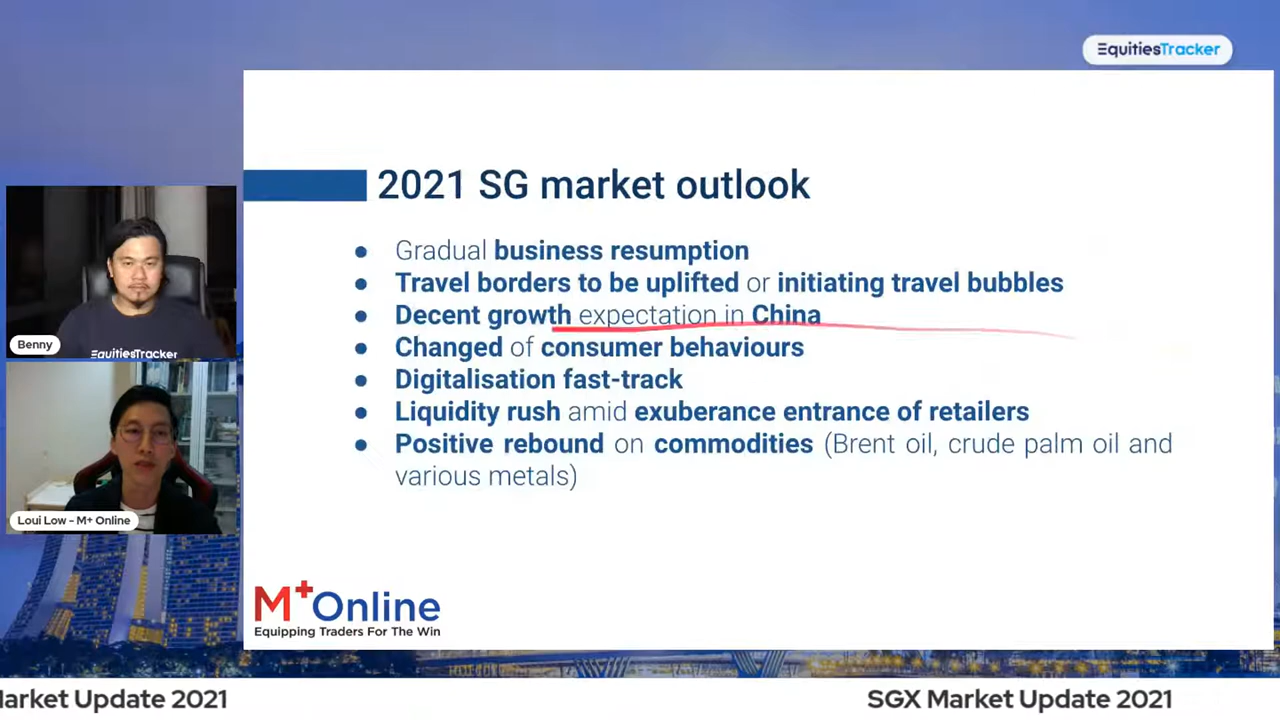 EquitiesTracker
2021 SG market outlook
● Gradual business resumption
● Travel borders to be uplifted or initiating travel bubbles
● Decent growth expectation in China
● Changed of consumer behaviours
● Digitalisation fast-track
● Liquidity rush amid exuberance entrance of retailers
● Positive rebound on commodities (Brent oil, crude palm oil and
various metals)
Benny
EquitiesTracker
Loui Low - M+ Online
M+Online
Equipping Traders For The Win
larket Update 2021
SGX Market Update 2021